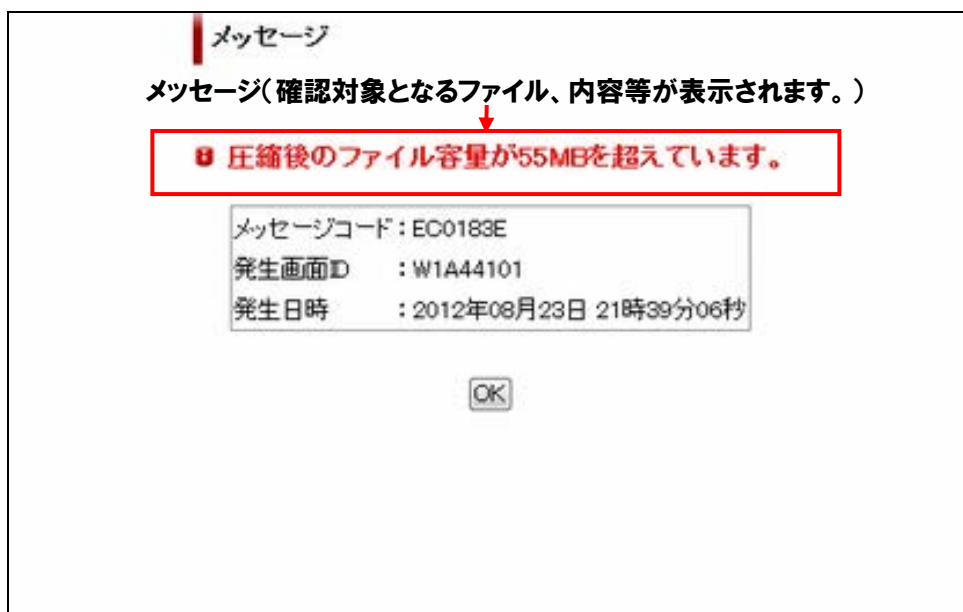 メッセージ
メッセージ（確認対象となるファイル、内容等が表示されます。）
圧縮後のファイル容量が55MBを超えています。
メッセージコード：EC0183E
発生画面ID ：W1A44101
発生日時 ：2012年08月23日 21時39分06秒
OK